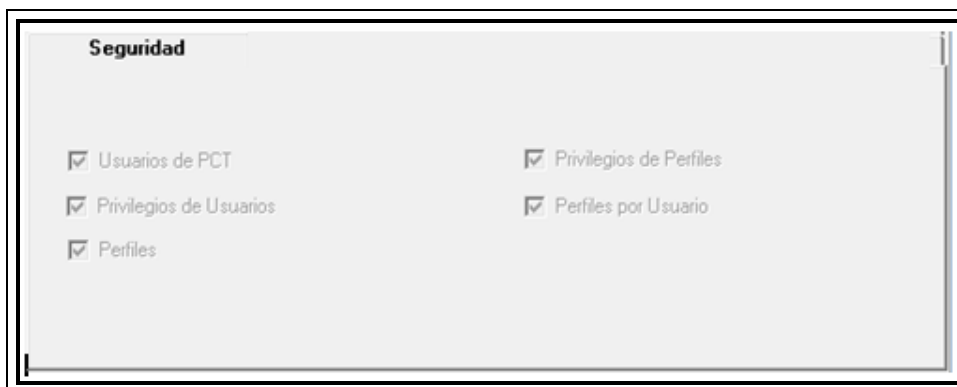 Seguridad
Usuarios de PCT
Privilegios de Perfiles
Privilegios de Usuarios
Perfiles por Usuario
Perfiles